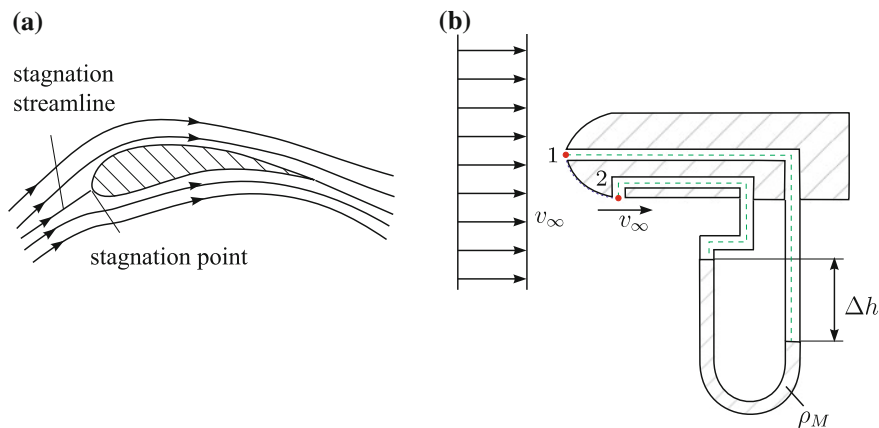 (a)
stagnation
streamline
stagnation point
(b)
1
2
v∞
v∞
Δh
ρM